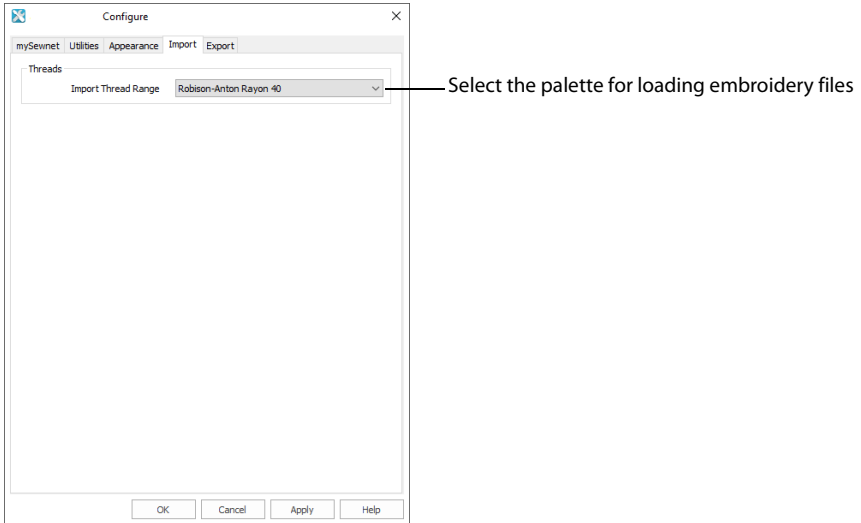 Configure
mySewnet Utilities Appearance Import Export
Threads
Import Thread Range Robison-Anton Rayon 40
Select the palette for loading embroidery files
OK Cancel Apply Help